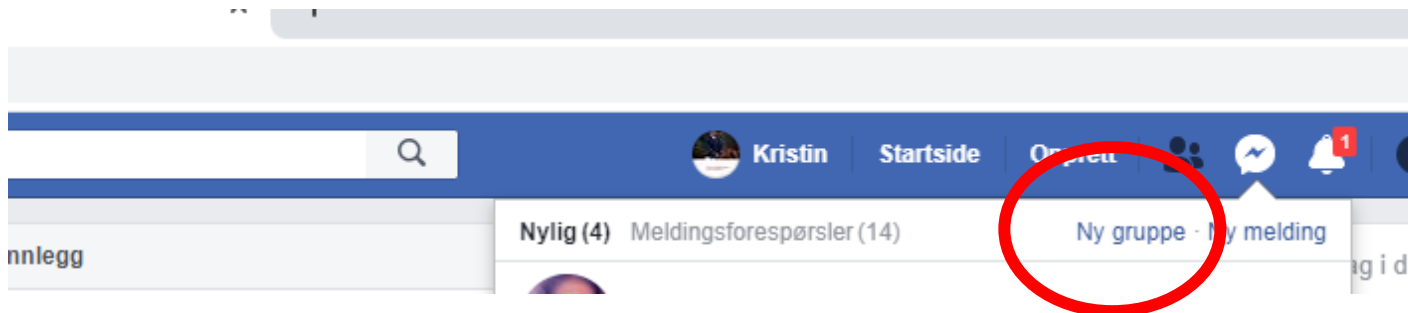 Kristin Startside Opprett 1
Nylig (4) Meldingsforespørsler (14) Ny gruppe · Ny melding
nnlegg
g i d